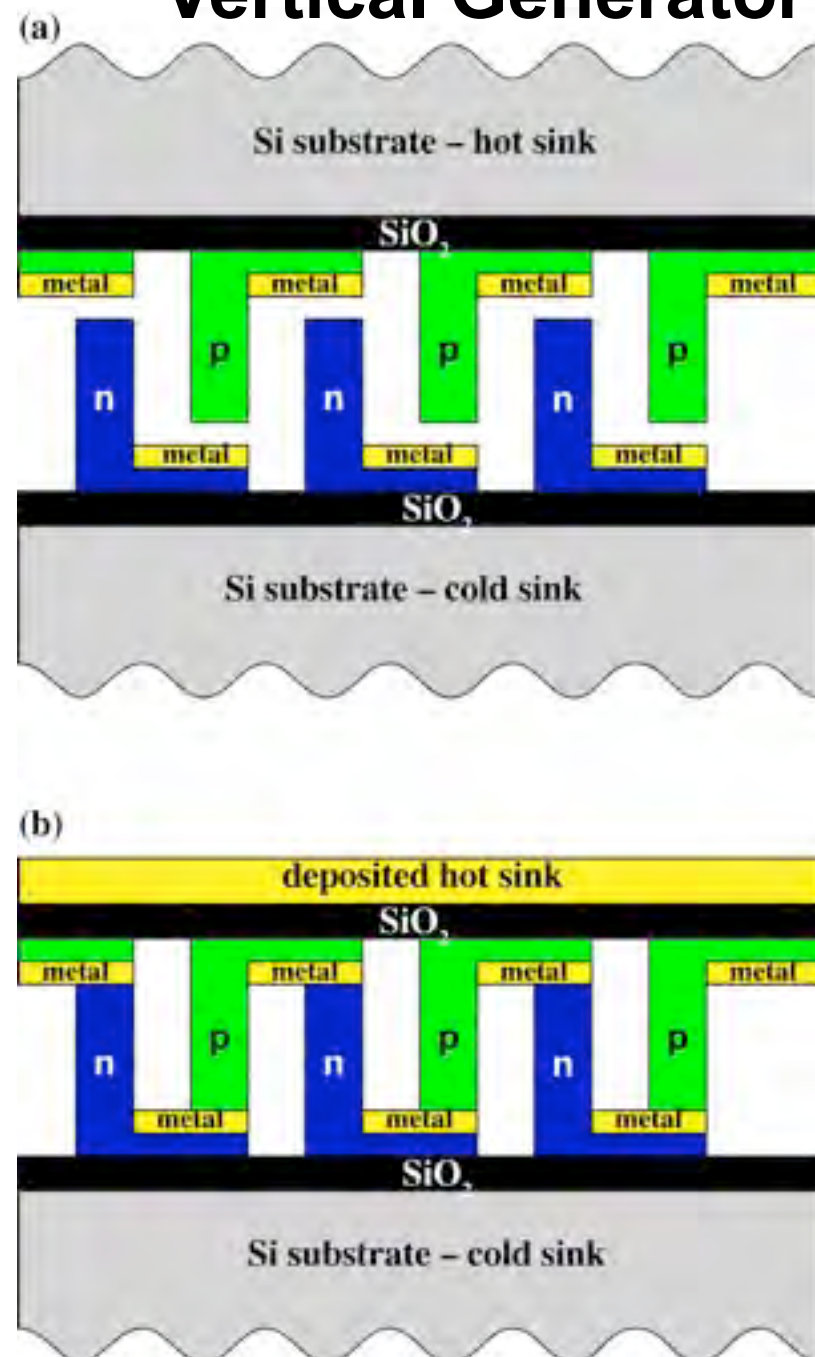 Vertical Generator
(a)
Si substrate – hot sink
SiO₂
metal metal metal metal
p p p
n n n
metal metal metal
SiO₂
Si substrate – cold sink
(b)
deposited hot sink
SiO₂
metal metal metal metal
p p p
n n n
metal metal metal
SiO₂
Si substrate – cold sink